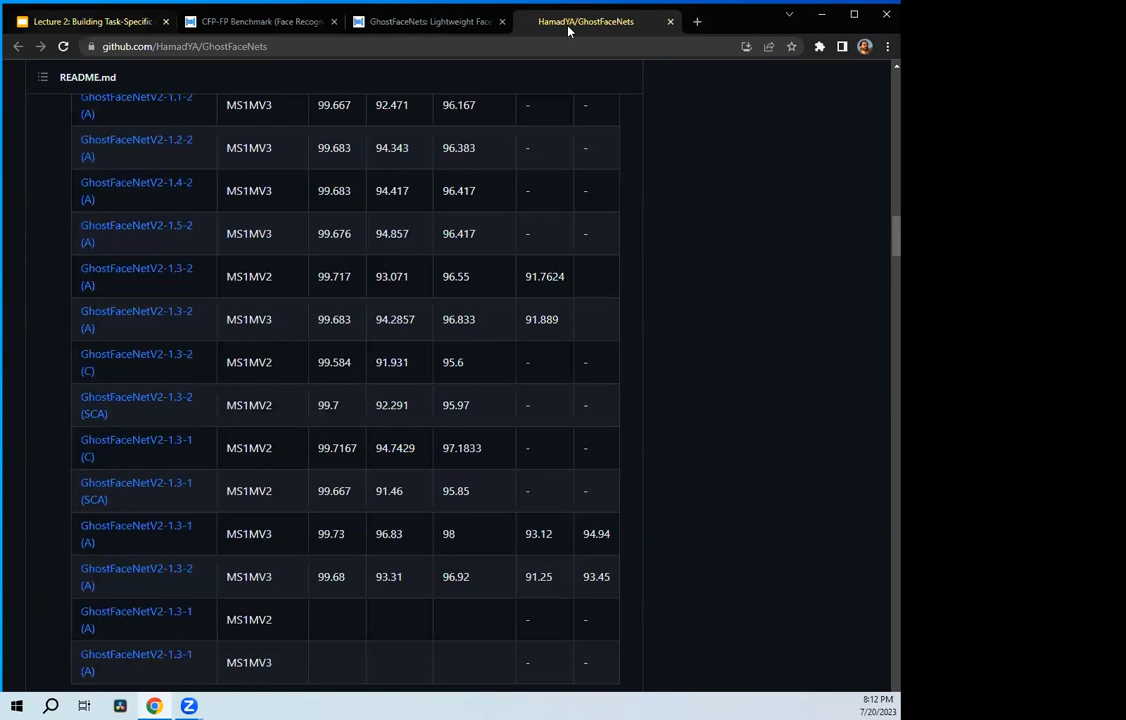 Lecture 2: Building Task-Specific
CFP-FP Benchmark (Face Recogn
GhostFaceNets: Lightweight Face
HamadYA/GhostFaceNets
github.com/HamadYA/GhostFaceNets
README.md
GhostFaceNetV2-1.1-2
(A)
MS1MV3
99.667
92.471
96.167
-
-
GhostFaceNetV2-1.2-2
(A)
MS1MV3
99.683
94.343
96.383
-
-
GhostFaceNetV2-1.4-2
(A)
MS1MV3
99.683
94.417
96.417
-
-
GhostFaceNetV2-1.5-2
(A)
MS1MV3
99.676
94.857
96.417
-
-
GhostFaceNetV2-1.3-2
(A)
MS1MV2
99.717
93.071
96.55
91.7624
GhostFaceNetV2-1.3-2
(A)
MS1MV3
99.683
94.2857
96.833
91.889
GhostFaceNetV2-1.3-2
(C)
MS1MV2
99.584
91.931
95.6
-
-
GhostFaceNetV2-1.3-2
(SCA)
MS1MV2
99.7
92.291
95.97
-
-
GhostFaceNetV2-1.3-1
(C)
MS1MV2
99.7167
94.7429
97.1833
-
-
GhostFaceNetV2-1.3-1
(SCA)
MS1MV2
99.667
91.46
95.85
-
-
GhostFaceNetV2-1.3-1
(A)
MS1MV3
99.73
96.83
98
93.12
94.94
GhostFaceNetV2-1.3-2
(A)
MS1MV3
99.68
93.31
96.92
91.25
93.45
GhostFaceNetV2-1.3-1
(A)
MS1MV2
-
-
GhostFaceNetV2-1.3-1
(A)
MS1MV3
-
-
8:12 PM
7/20/2023